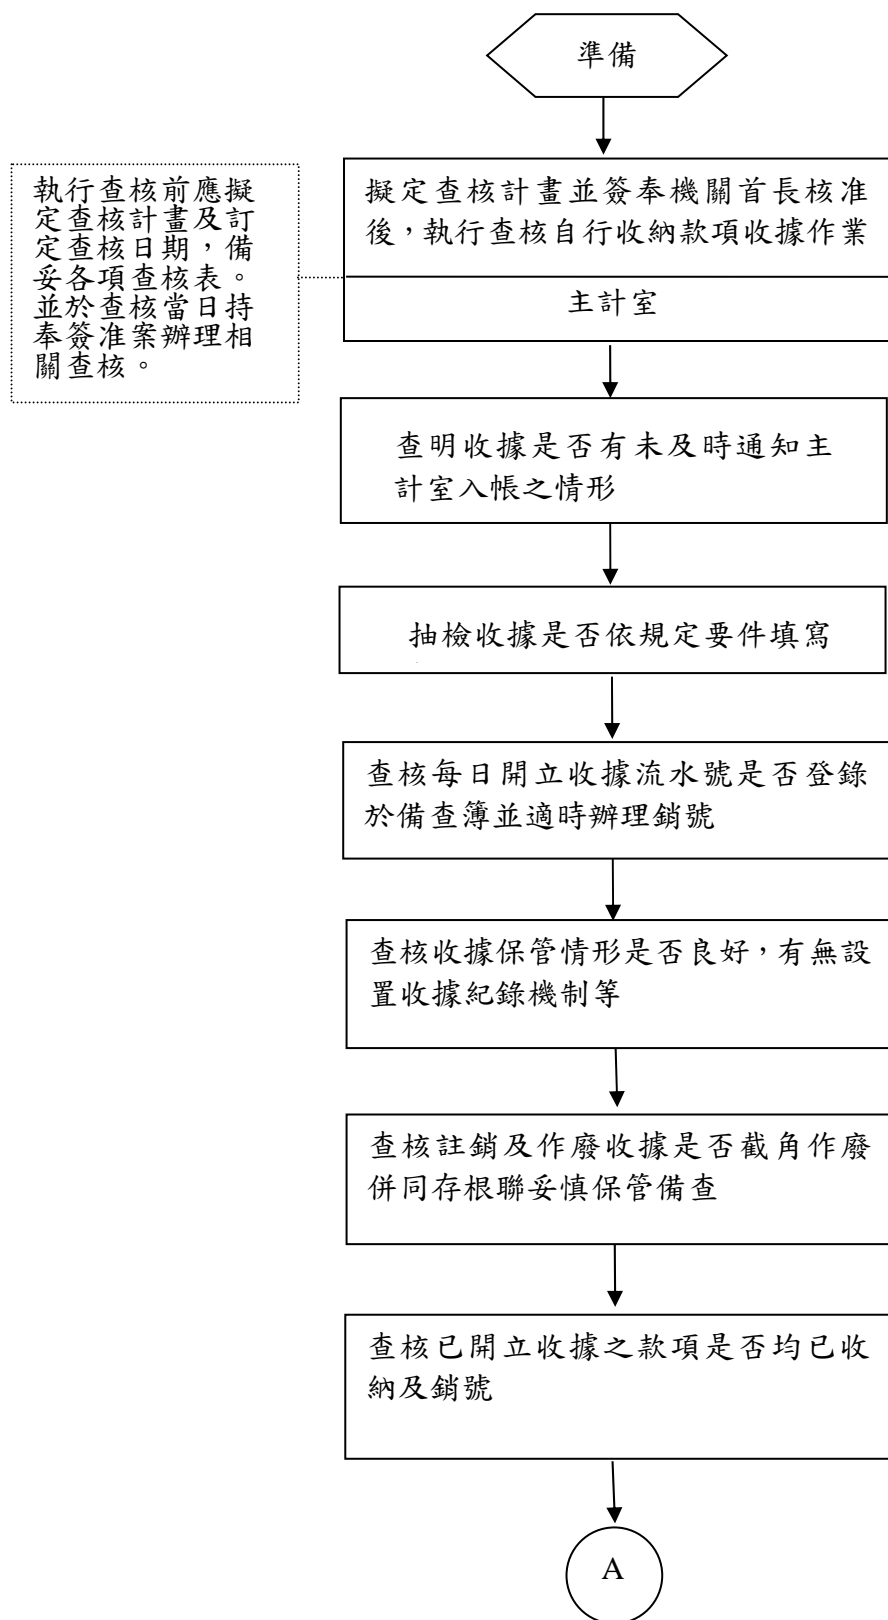 準備
執行查核前應擬
定查核計畫及訂
定查核日期，備
妥各項查核表。
並於查核當日持
奉簽准案辦理相
關查核。
擬定查核計畫並簽奉機關首長核准
後，執行查核自行收納款項收據作業
主計室
查明收據是否有未及時通知主
計室入帳之情形
抽檢收據是否依規定要件填寫
查核每日開立收據流水號是否登錄
於備查簿並適時辦理銷號
查核收據保管情形是否良好，有無設
置收據紀錄機制等
查核註銷及作廢收據是否截角作廢
併同存根聯妥慎保管備查
查核已開立收據之款項是否均已收
納及銷號
A